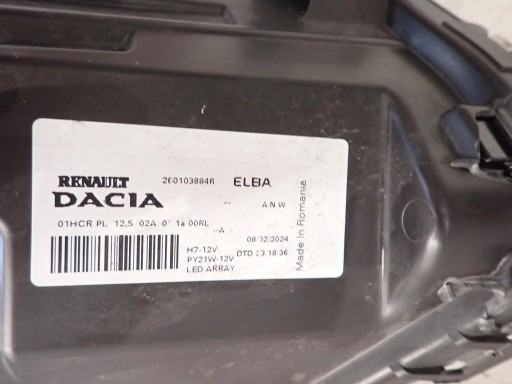 RENAULT 260103884R ELBA
DACIA -- ANW
01HCR PL 12,5 02A 1a 00RL
--A
08/02/2024
H7-12V
PY21W-12V DTD 23.18.36
LED ARRAY
Made in Romania